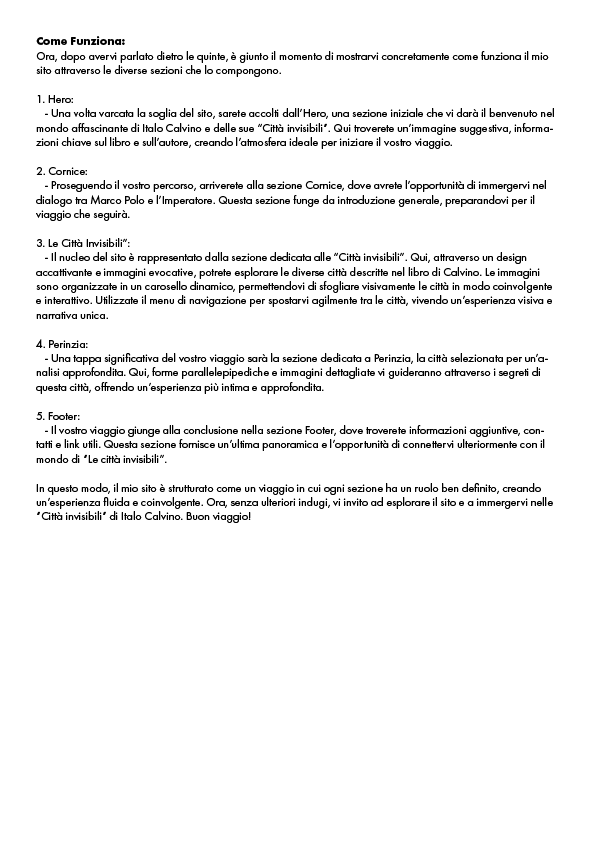 Come Funziona:
Ora, dopo avervi parlato dietro le quinte, è giunto il momento di mostrarvi concretamente come funziona il mio
sito attraverso le diverse sezioni che lo compongono.
1. Hero:
- Una volta varcata la soglia del sito, sarete accolti dall’Hero, una sezione iniziale che vi darà il benvenuto nel
mondo affascinante di Italo Calvino e delle sue “Città invisibili”. Qui troverete un’immagine suggestiva, informa-
zioni chiave sul libro e sull’autore, creando l’atmosfera ideale per iniziare il vostro viaggio.
2. Cornice:
- Proseguendo il vostro percorso, arriverete alla sezione Cornice, dove avrete l’opportunità di immergervi nel
dialogo tra Marco Polo e l’Imperatore. Questa sezione funge da introduzione generale, preparandovi per il
viaggio che seguirà.
3. Le Città Invisibili”:
- Il nucleo del sito è rappresentato dalla sezione dedicata alle “Città invisibili”. Qui, attraverso un design
accattivante e immagini evocative, potrete esplorare le diverse città descritte nel libro di Calvino. Le immagini
sono organizzate in un carosello dinamico, permettendovi di sfogliare visivamente le città in modo coinvolgente
e interattivo. Utilizzate il menu di navigazione per spostarvi agilmente tra le città, vivendo un’esperienza visiva e
narrativa unica.
4. Perinzia:
- Una tappa significativa del vostro viaggio sarà la sezione dedicata a Perinzia, la città selezionata per un’a-
nalisi approfondita. Qui, forme parallelepipediche e immagini dettagliate vi guideranno attraverso i segreti di
questa città, offrendo un’esperienza più intima e approfondita.
5. Footer:
- Il vostro viaggio giunge alla conclusione nella sezione Footer, dove troverete informazioni aggiuntive, con-
tatti e link utili. Questa sezione fornisce un’ultima panoramica e l’opportunità di connettervi ulteriormente con il
mondo di “Le città invisibili”.
In questo modo, il mio sito è strutturato come un viaggio in cui ogni sezione ha un ruolo ben definito, creando
un’esperienza fluida e coinvolgente. Ora, senza ulteriori indugi, vi invito ad esplorare il sito e a immergervi nelle
“Città invisibili” di Italo Calvino. Buon viaggio!